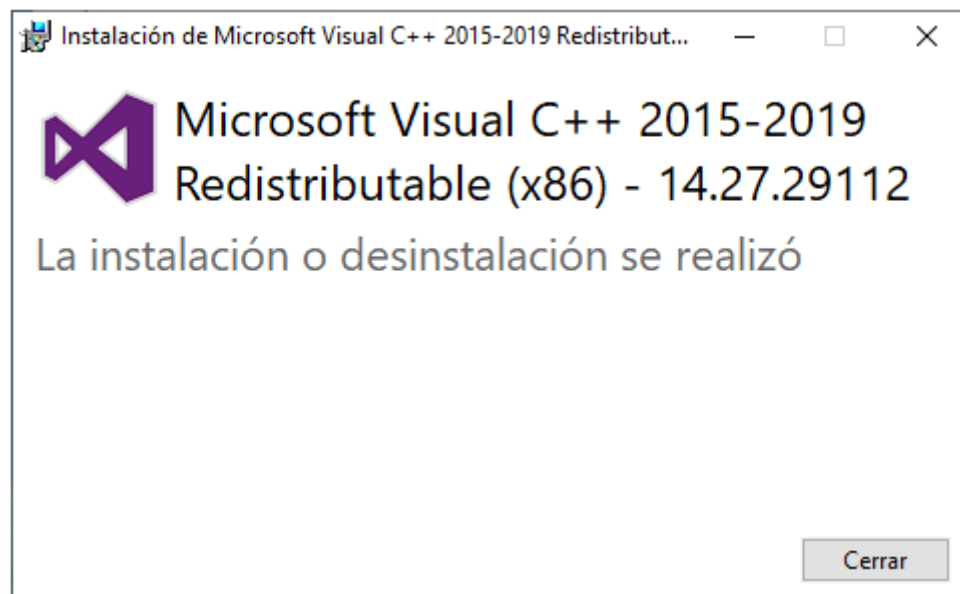 Instalación de Microsoft Visual C++ 2015-2019 Redistribut...
Microsoft Visual C++ 2015-2019
Redistributable (x86) - 14.27.29112
La instalación o desinstalación se realizó
Cerrar